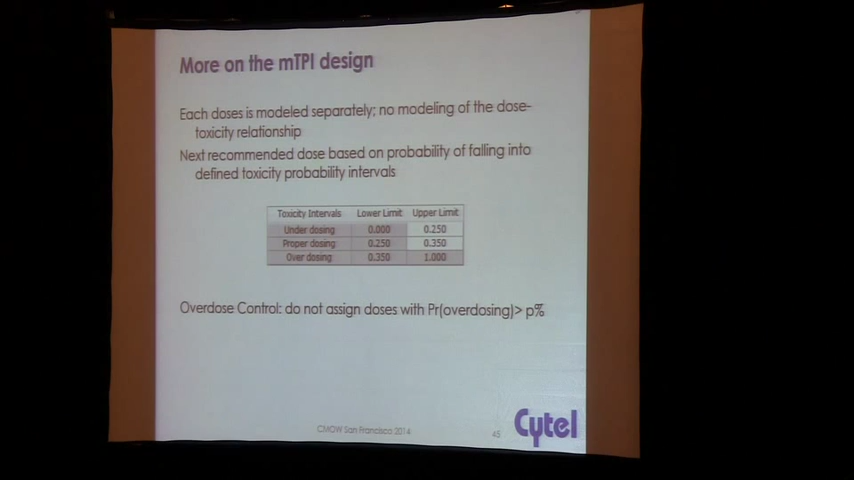 More on the mTPI design
Each doses is modeled separately; no modeling of the dose-
toxicity relationship
Next recommended dose based on probability of falling into
defined toxicity probability intervals
Toxicity Intervals Lower Limit Upper Limit
Under dosing 0.000 0.250
Proper dosing 0.250 0.350
Over dosing 0.350 1.000
Overdose Control: do not assign doses with Pr(overdosing)> p%
CMOW San Francisco 2014
45
Cytel